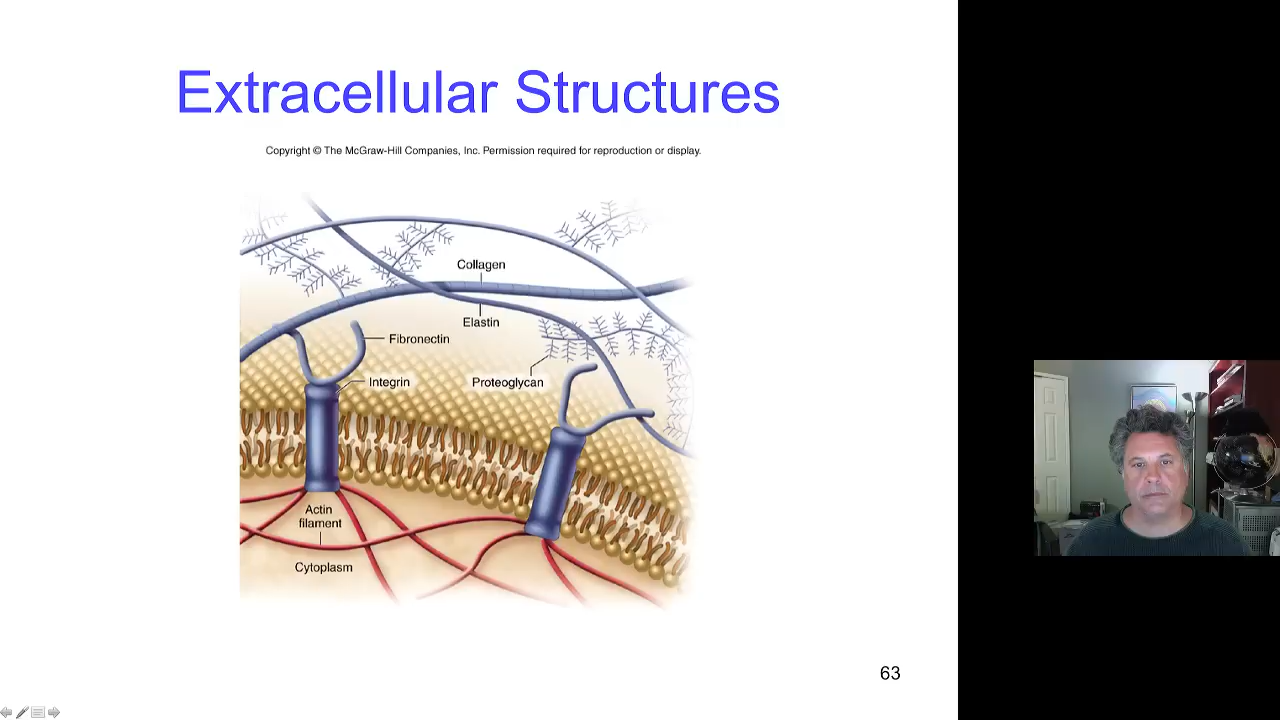 Extracellular Structures
Copyright © The McGraw-Hill Companies, Inc. Permission required for reproduction or display.
Collagen
Elastin
Fibronectin
Integrin
Proteoglycan
Actin
filament
Cytoplasm
63